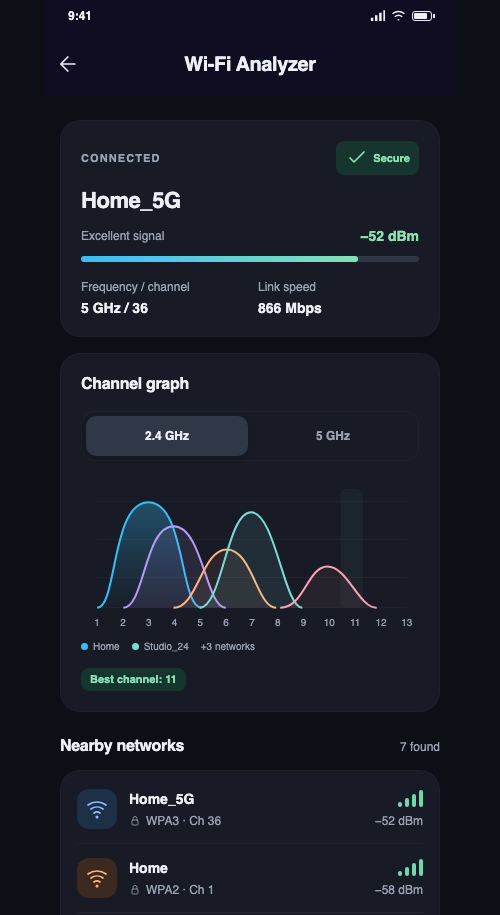 9:41
Wi-Fi Analyzer
CONNECTED
Secure
Home_5G
Excellent signal
−52 dBm
Frequency / channel
Link speed
5 GHz / 36
866 Mbps
Channel graph
2.4 GHz
5 GHz
1 2 3 4 5 6 7 8 9 10 11 12 13
Home
Studio_24
+3 networks
Best channel: 11
Nearby networks
7 found
Home_5G
WPA3 · Ch 36
−52 dBm
Home
WPA2 · Ch 1
−58 dBm